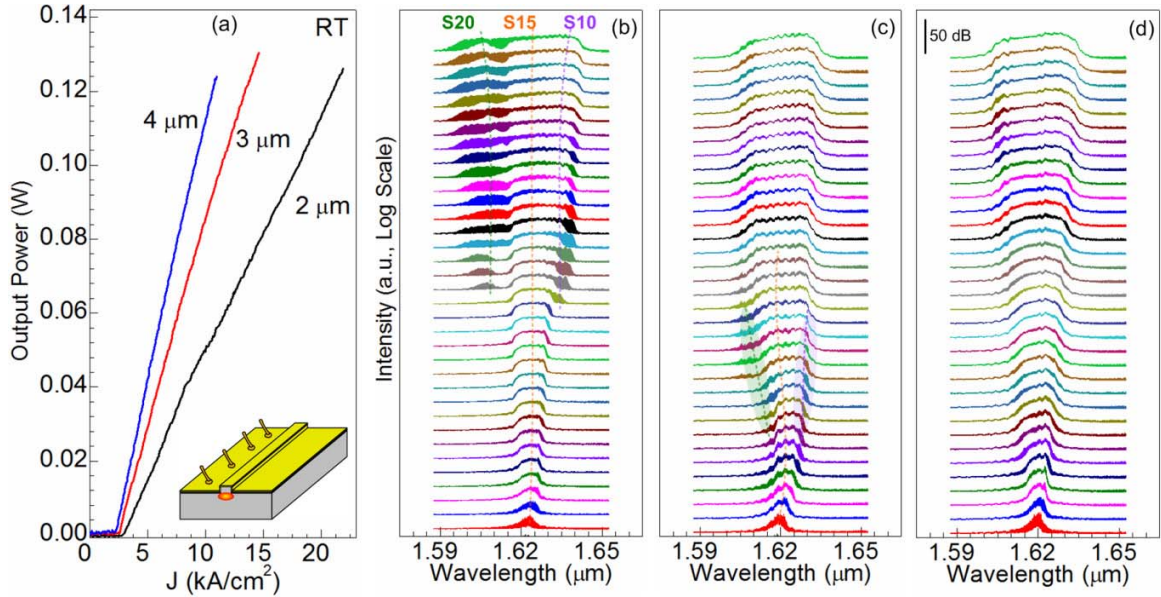 (a)
RT
0.14
0.12
0.10
0.08
0.06
0.04
0.02
0.00
Output Power (W)
4 μm
3 μm
2 μm
0 5 10 15 20
J (kA/cm²)
S20 S15 S10
(b)
Intensity (a.u., Log Scale)
1.59 1.62 1.65
Wavelength (μm)
(c)
1.59 1.62 1.65
Wavelength (μm)
50 dB
(d)
1.59 1.62 1.65
Wavelength (μm)